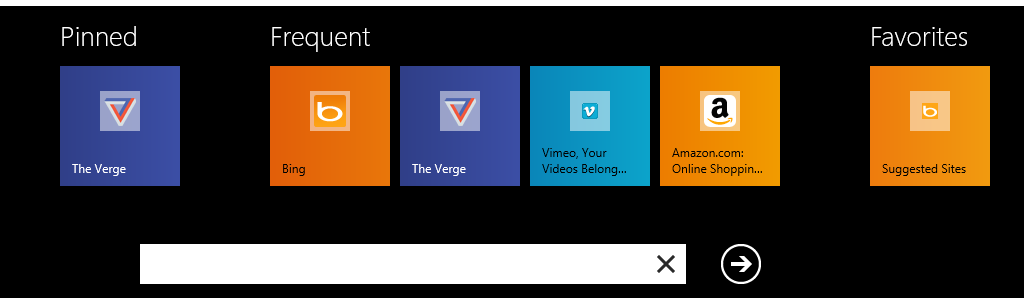 Pinned
Frequent
Favorites
The Verge
Bing
The Verge
Vimeo, Your
Videos Belong...
Amazon.com:
Online Shoppin...
Suggested Sites